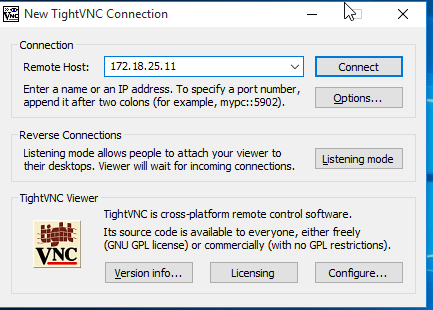 New TightVNC Connection
Connection
Remote Host:
172.18.25.11
Connect
Enter a name or an IP address. To specify a port number,
append it after two colons (for example, mypc::5902).
Options...
Reverse Connections
Listening mode allows people to attach your viewer to
their desktops. Viewer will wait for incoming connections.
Listening mode
TightVNC Viewer
tight
VNC
TightVNC is cross-platform remote control software.
Its source code is available to everyone, either freely
(GNU GPL license) or commercially (with no GPL restrictions).
Version info...
Licensing
Configure...